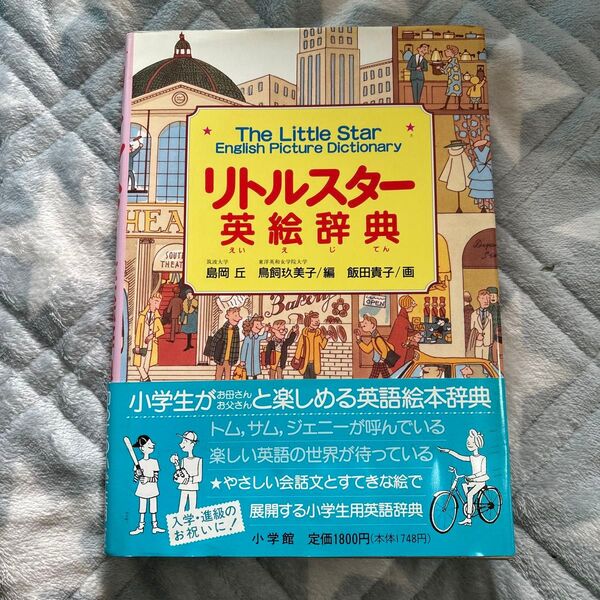 The Little Star
English Picture Dictionary
リトルスター
英絵辞典
えいえじてん
筑波大学 東洋英和女学院大学
島岡 丘 鳥飼玖美子/編 飯田貴子/画
SOUTH
THEAT
Bakery
小学生がお母さんお父さんと楽しめる英語絵本辞典
トム,サム,ジェニーが呼んでいる
楽しい英語の世界が待っている
★やさしい会話文とすてきな絵で
展開する小学生用英語辞典
入学・進級の
お祝いに!
小学館 定価1800円(本体1748円)